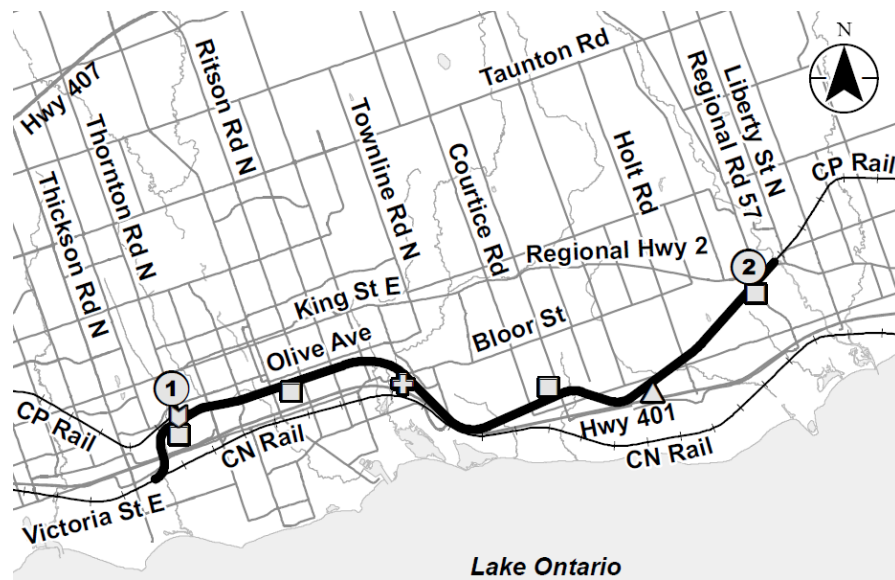 N
Hwy 407
Ritson Rd N
Taunton Rd
Thornton Rd N
Thickson Rd N
Townline Rd N
Courtice Rd
Holt Rd
Regional Rd 57
Liberty St N
CP Rail
Regional Hwy 2
King St E
Olive Ave
Bloor St
1
2
CP Rail
CN Rail
Hwy 401
CN Rail
Victoria St E
Lake Ontario